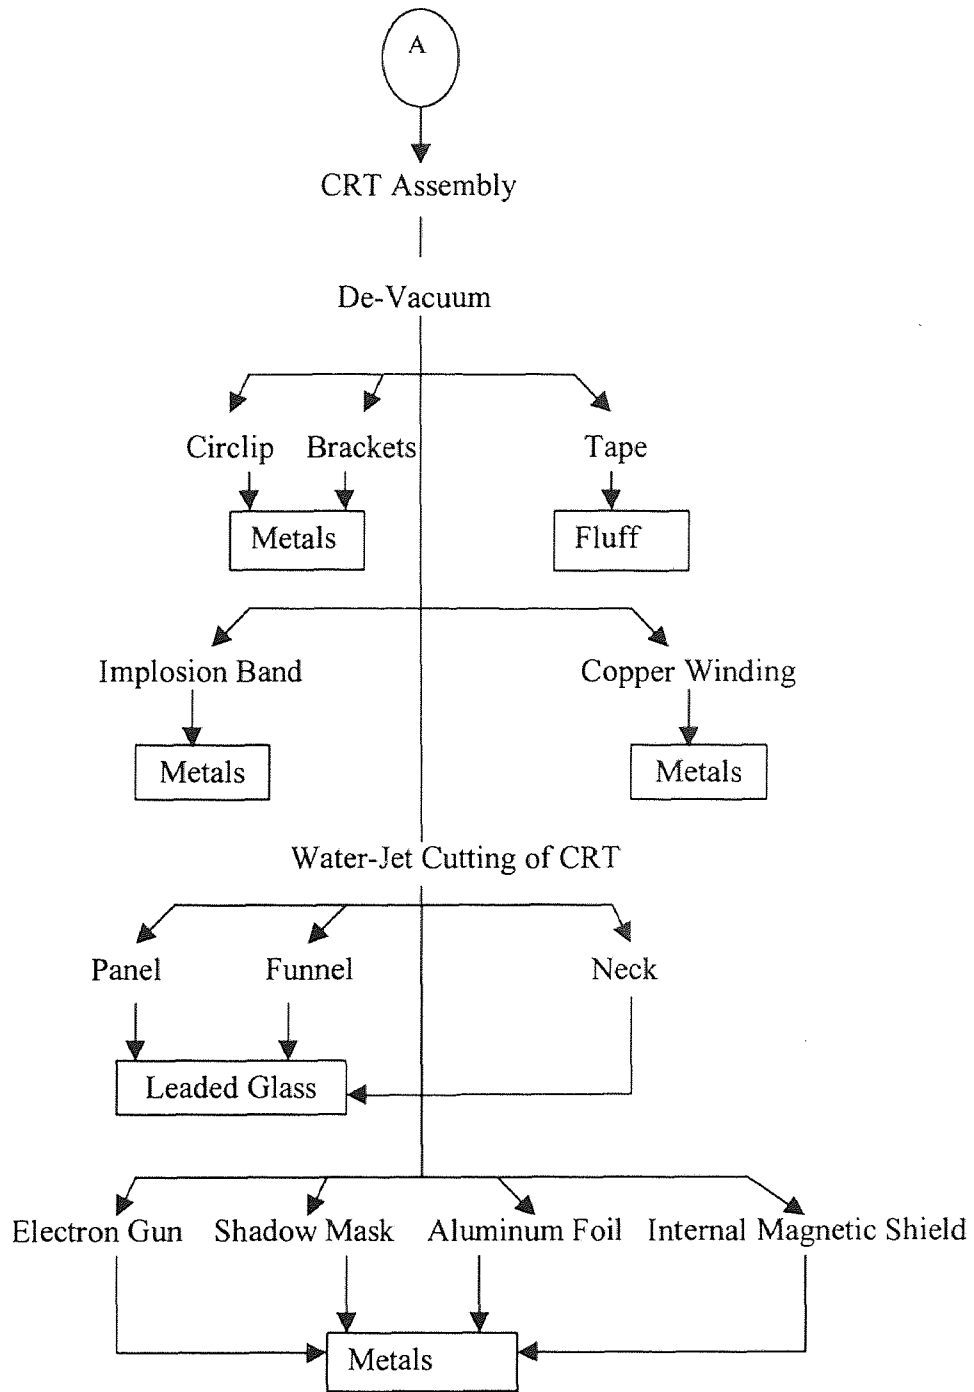 A
CRT Assembly
De-Vacuum
Circlip Brackets Tape
Metals Fluff
Implosion Band Copper Winding
Metals Metals
Water-Jet Cutting of CRT
Panel Funnel Neck
Leaded Glass
Electron Gun Shadow Mask Aluminum Foil Internal Magnetic Shield
Metals